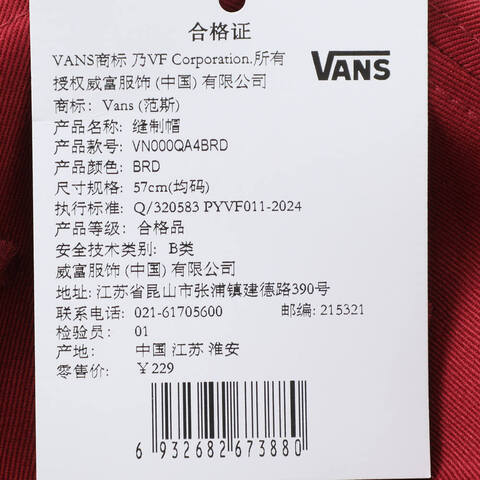 合格证
VANS商标 乃VF Corporation.所有
VANS
授权威富服饰 (中国) 有限公司
商标: Vans (范斯)
产品名称: 缝制帽
产品款号: VN000QA4BRD
产品颜色: BRD
尺寸规格: 57cm(均码)
执行标准: Q/320583 PYVF011-2024
产品等级: 合格品
安全技术类别: B类
威富服饰 (中国) 有限公司
地址: 江苏省昆山市张浦镇建德路390号
联系电话: 021-61705600 邮编: 215321
检验员: 01
产地: 中国 江苏 淮安
零售价: ￥229
6 932682 673880